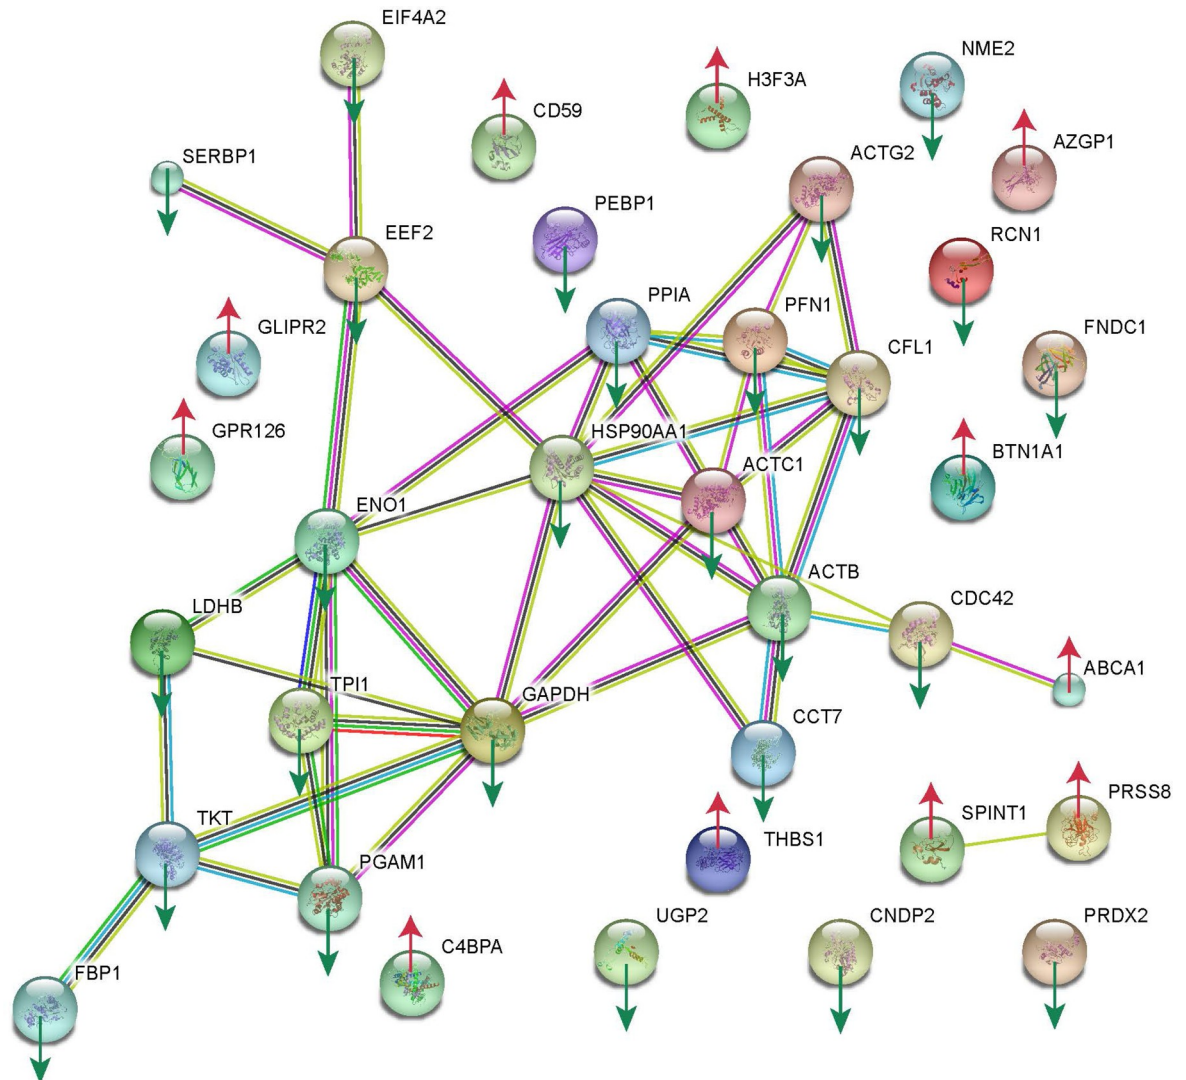 EIF4A2
NME2
H3F3A
CD59
SERBP1
ACTG2
AZGP1
PEBP1
EEF2
RCN1
PPIA
PFN1
GLIPR2
FNDC1
CFL1
GPR126
HSP90AA1
BTN1A1
ACTC1
ENO1
ACTB
LDHB
CDC42
ABCA1
TPI1
GAPDH
CCT7
PRSS8
SPINT1
TKT
THBS1
PGAM1
UGP2
CNDP2
PRDX2
C4BPA
FBP1